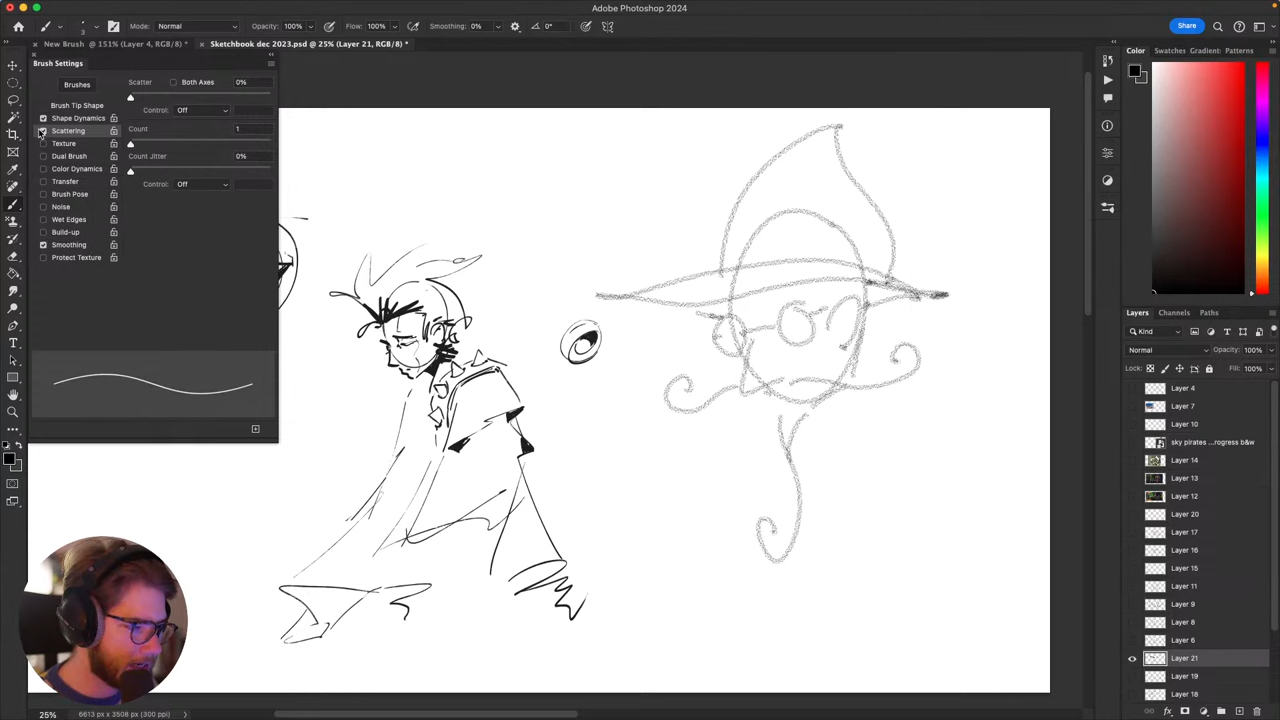 Adobe Photoshop 2024
3
Mode: Normal
Opacity: 100%
Flow: 100%
Smoothing: 0%
0°
Share
New Brush @ 151% (Layer 4, RGB/8) *
Sketchbook dec 2023.psd @ 25% (Layer 21, RGB/8) *
Brush Settings
Brushes
Brush Tip Shape
Shape Dynamics
Scattering
Texture
Dual Brush
Color Dynamics
Transfer
Brush Pose
Noise
Wet Edges
Build-up
Smoothing
Protect Texture
Scatter
Both Axes
0%
Control: Off
Count
1
Count Jitter
0%
Control: Off
Color
Swatches
Gradient:
Patterns
Layers
Channels
Paths
Kind
Normal
Opacity: 100%
Lock:
Fill: 100%
Layer 4
Layer 7
Layer 10
sky pirates ...rogress b&w
Layer 14
Layer 13
Layer 12
Layer 20
Layer 17
Layer 16
Layer 15
Layer 11
Layer 9
Layer 8
Layer 6
Layer 21
Layer 19
Layer 18
25%
6613 px x 3508 px (300 ppi)